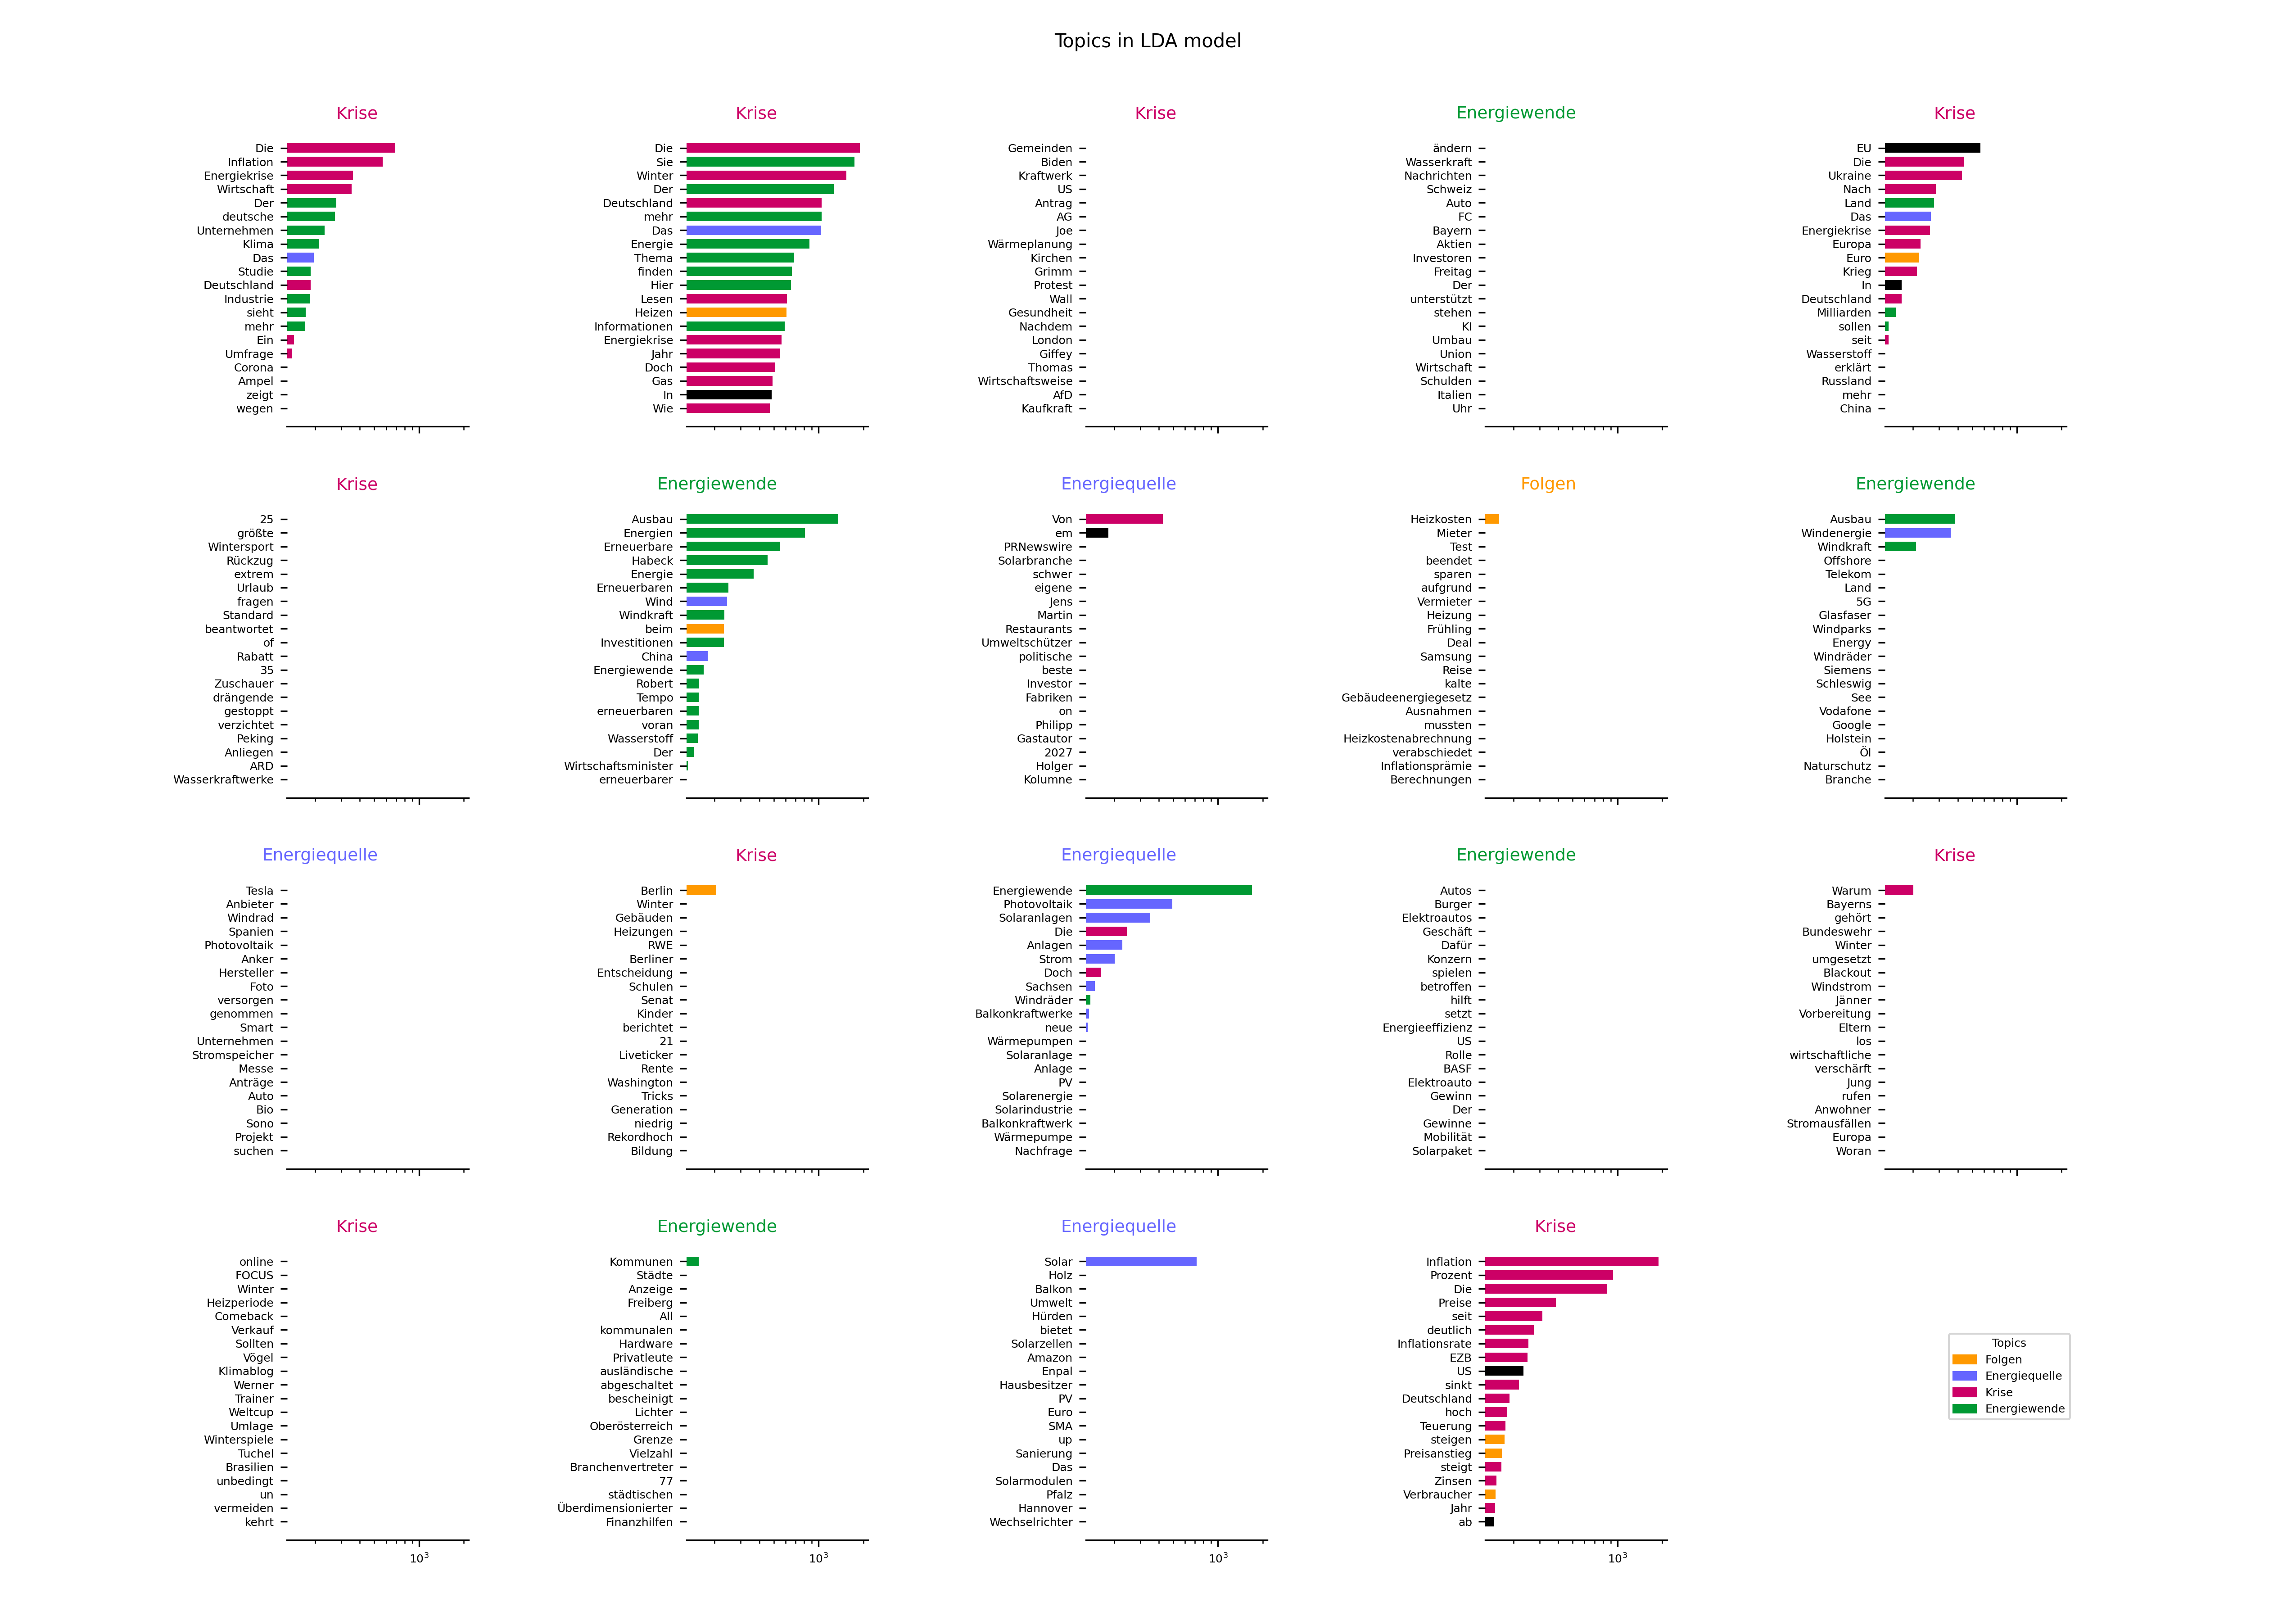 Topics in LDA model
Krise
Die
Inflation
Energiekrise
Wirtschaft
Der
deutsche
Unternehmen
Klima
Das
Studie
Deutschland
Industrie
sieht
mehr
Ein
Umfrage
Corona
Ampel
zeigt
wegen
Krise
Die
Sie
Winter
Der
Deutschland
mehr
Das
Energie
Thema
finden
Hier
Lesen
Heizen
Informationen
Energiekrise
Jahr
Doch
Gas
In
Wie
Krise
Gemeinden
Biden
Kraftwerk
US
Antrag
AG
Joe
Wärmeplanung
Kirchen
Grimm
Protest
Wall
Gesundheit
Nachdem
London
Giffey
Thomas
Wirtschaftsweise
AfD
Kaufkraft
Energiewende
ändern
Wasserkraft
Nachrichten
Schweiz
Auto
FC
Bayern
Aktien
Investoren
Freitag
Der
unterstützt
stehen
KI
Umbau
Union
Wirtschaft
Schulden
Italien
Uhr
Krise
EU
Die
Ukraine
Nach
Land
Das
Energiekrise
Europa
Euro
Krieg
In
Deutschland
Milliarden
sollen
seit
Wasserstoff
erklärt
Russland
mehr
China
Krise
25
größte
Wintersport
Rückzug
extrem
Urlaub
fragen
Standard
beantwortet
of
Rabatt
35
Zuschauer
drängende
gestoppt
verzichtet
Peking
Anliegen
ARD
Wasserkraftwerke
Energiewende
Ausbau
Energien
Erneuerbare
Habeck
Energie
Erneuerbaren
Wind
Windkraft
beim
Investitionen
China
Energiewende
Robert
Tempo
erneuerbaren
voran
Wasserstoff
Der
Wirtschaftsminister
erneuerbarer
Energiequelle
Von
em
PRNewswire
Solarbranche
schwer
eigene
Jens
Martin
Restaurants
Umweltschützer
politische
beste
Investor
Fabriken
on
Philipp
Gastautor
2027
Holger
Kolumne
Folgen
Heizkosten
Mieter
Test
beendet
sparen
aufgrund
Vermieter
Heizung
Frühling
Deal
Samsung
Reise
kalte
Gebäudeenergiegesetz
Ausnahmen
mussten
Heizkostenabrechnung
verabschiedet
Inflationsprämie
Berechnungen
Energiewende
Ausbau
Windenergie
Windkraft
Offshore
Telekom
Land
5G
Glasfaser
Windparks
Energy
Windräder
Siemens
Schleswig
See
Vodafone
Google
Holstein
Öl
Naturschutz
Branche
Energiequelle
Tesla
Anbieter
Windrad
Spanien
Photovoltaik
Anker
Hersteller
Foto
versorgen
genommen
Smart
Unternehmen
Stromspeicher
Messe
Anträge
Auto
Bio
Sono
Projekt
suchen
Krise
Berlin
Winter
Gebäuden
Heizungen
RWE
Berliner
Entscheidung
Schulen
Senat
Kinder
berichtet
21
Liveticker
Rente
Washington
Tricks
Generation
niedrig
Rekordhoch
Bildung
Energiequelle
Energiewende
Photovoltaik
Solaranlagen
Die
Anlagen
Strom
Doch
Sachsen
Windräder
Balkonkraftwerke
neue
Wärmepumpen
Solaranlage
Anlage
PV
Solarenergie
Solarindustrie
Balkonkraftwerk
Wärmepumpe
Nachfrage
Energiewende
Autos
Burger
Elektroautos
Geschäft
Dafür
Konzern
spielen
betroffen
hilft
setzt
Energieeffizienz
US
Rolle
BASF
Elektroauto
Gewinn
Der
Gewinne
Mobilität
Solarpaket
Krise
Warum
Bayerns
gehört
Bundeswehr
Winter
umgesetzt
Blackout
Windstrom
Jänner
Vorbereitung
Eltern
los
wirtschaftliche
verschärft
Jung
rufen
Anwohner
Stromausfällen
Europa
Woran
Krise
online
FOCUS
Winter
Heizperiode
Comeback
Verkauf
Sollten
Vögel
Klimablog
Werner
Trainer
Weltcup
Umlage
Winterspiele
Tuchel
Brasilien
unbedingt
un
vermeiden
kehrt
10³
Energiewende
Kommunen
Städte
Anzeige
Freiberg
All
kommunalen
Hardware
Privatleute
ausländische
abgeschaltet
bescheinigt
Lichter
Oberösterreich
Grenze
Vielzahl
Branchenvertreter
77
städtischen
Überdimensionierter
Finanzhilfen
10³
Energiequelle
Solar
Holz
Balkon
Umwelt
Hürden
bietet
Solarzellen
Amazon
Enpal
Hausbesitzer
PV
Euro
SMA
up
Sanierung
Das
Solarmodulen
Pfalz
Hannover
Wechselrichter
10³
Krise
Inflation
Prozent
Die
Preise
seit
deutlich
Inflationsrate
EZB
US
sinkt
Deutschland
hoch
Teuerung
steigen
Preisanstieg
steigt
Zinsen
Verbraucher
Jahr
ab
10³
Topics
Folgen
Energiequelle
Krise
Energiewende